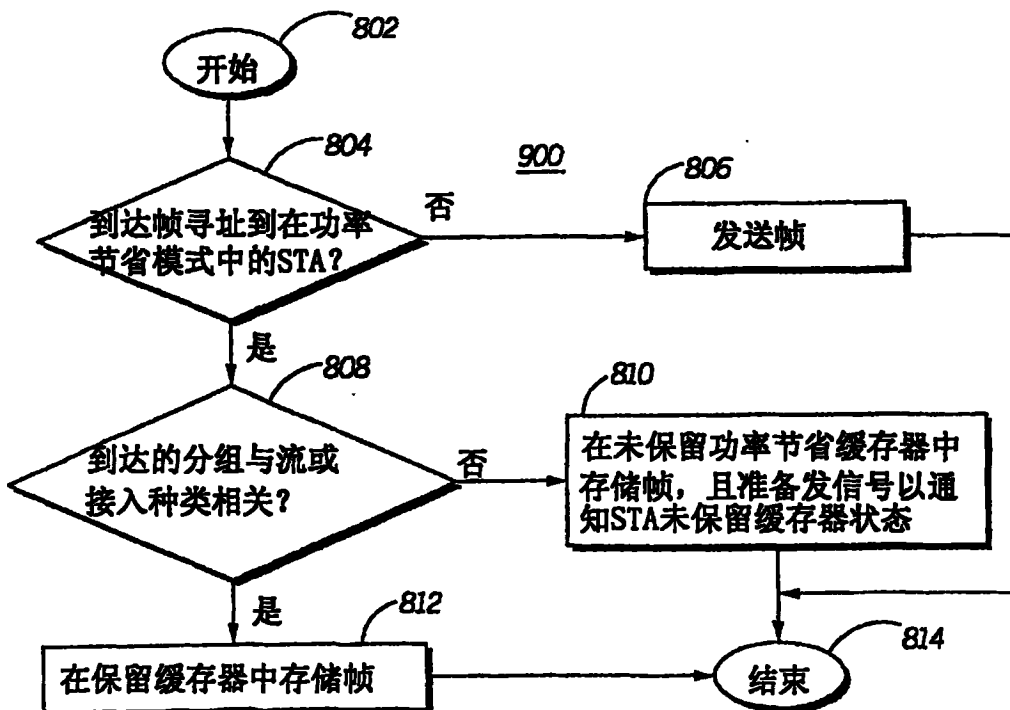 802
开始
804
到达帧寻址到在功率
节省模式中的STA?
否
900
806
发送帧
是
808
到达的分组与流或
接入种类相关?
否
810
在未保留功率节省缓存器中
存储帧，且准备发信号以通
知STA未保留缓存器状态
是
812
在保留缓存器中存储帧
814
结束